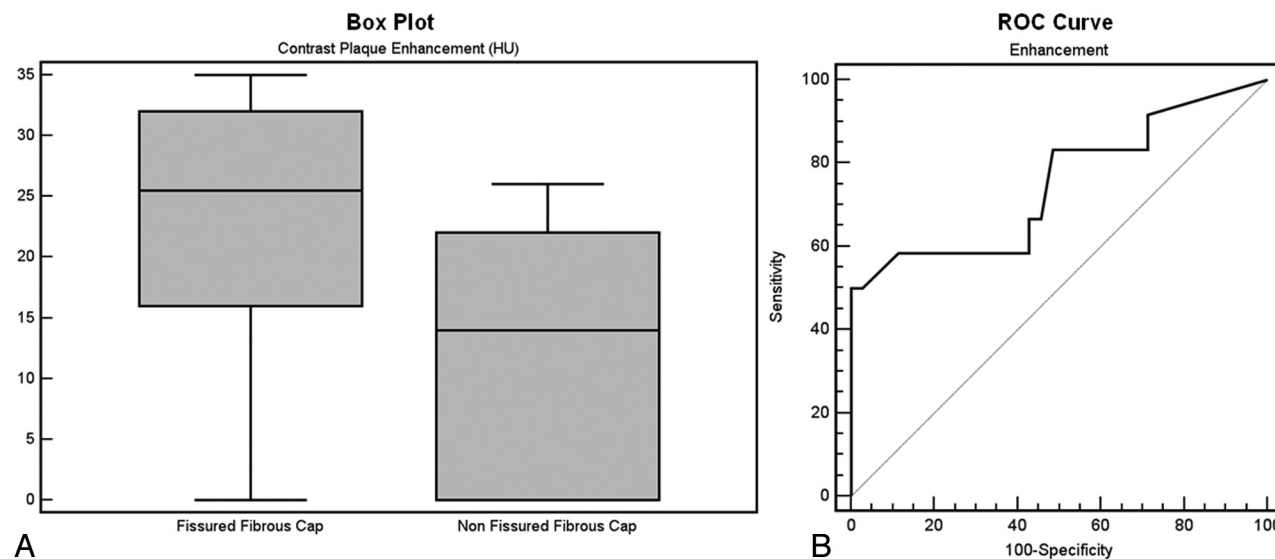 Box Plot
Contrast Plaque Enhancement (HU)
35
30
25
20
15
10
5
0
Fissured Fibrous Cap
Non Fissured Fibrous Cap
A
ROC Curve
Enhancement
100
80
60
40
20
0
Sensitivity
0 20 40 60 80 100
100-Specificity
B